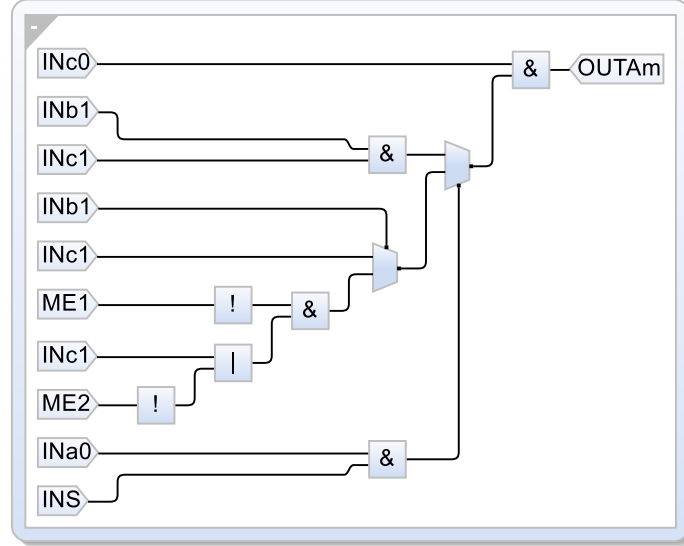 -
INc0
&
OUTAm
INb1
&
INc1
INb1
INc1
ME1
!
&
INc1
|
ME2
!
INa0
&
INS